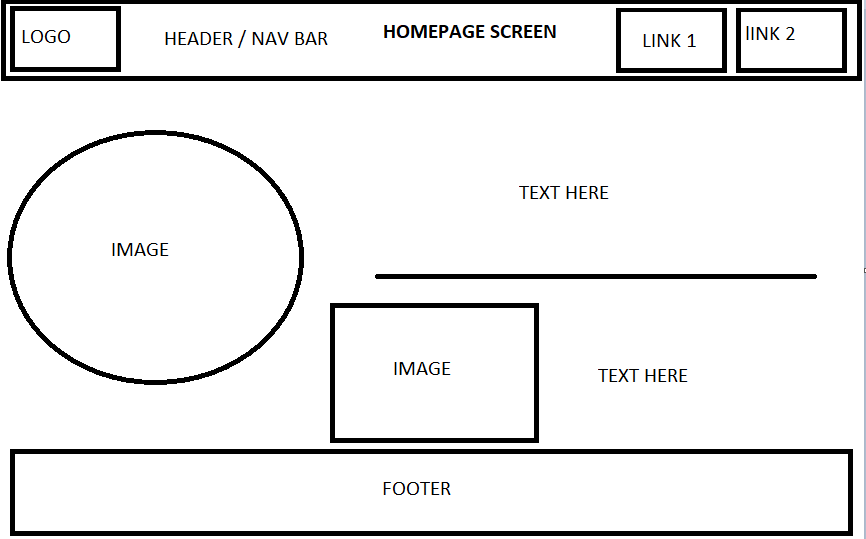 LOGO
HEADER / NAV BAR
HOMEPAGE SCREEN
LINK 1
lINK 2
TEXT HERE
IMAGE
IMAGE
TEXT HERE
FOOTER